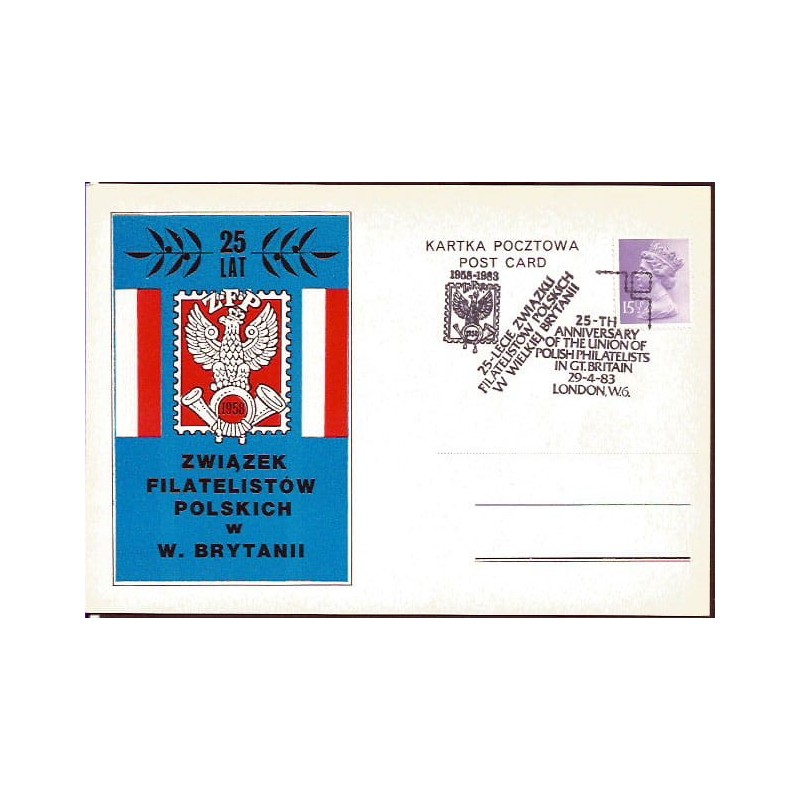 25
LAT
Z.F.P
1958
ZWIĄZEK
FILATELISTÓW
POLSKICH
w
W. BRYTANII
KARTKA POCZTOWA
POST CARD
1958-1983
1958
25-LECIE ZWIĄZKU
FILATELISTÓW POLSKICH
W WIELKIEJ BRYTANII
15½P
25-TH
ANNIVERSARY
OF THE UNION OF
POLISH PHILATELISTS
IN GT. BRITAIN
29-4-83
LONDON, W.6.